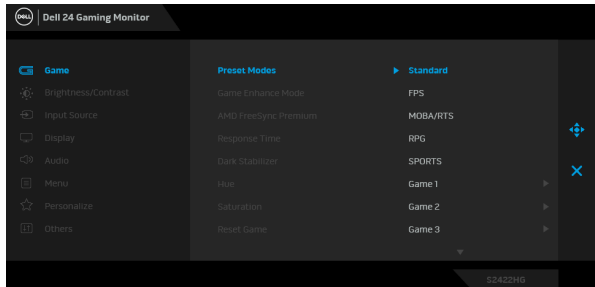 DELL
Dell 24 Gaming Monitor
Game
Brightness/Contrast
Input Source
Display
Audio
Menu
Personalize
Others
Preset Modes
Game Enhance Mode
AMD FreeSync Premium
Response Time
Dark Stabilizer
Hue
Saturation
Reset Game
Standard
FPS
MOBA/RTS
RPG
SPORTS
Game 1
Game 2
Game 3
S2422HG